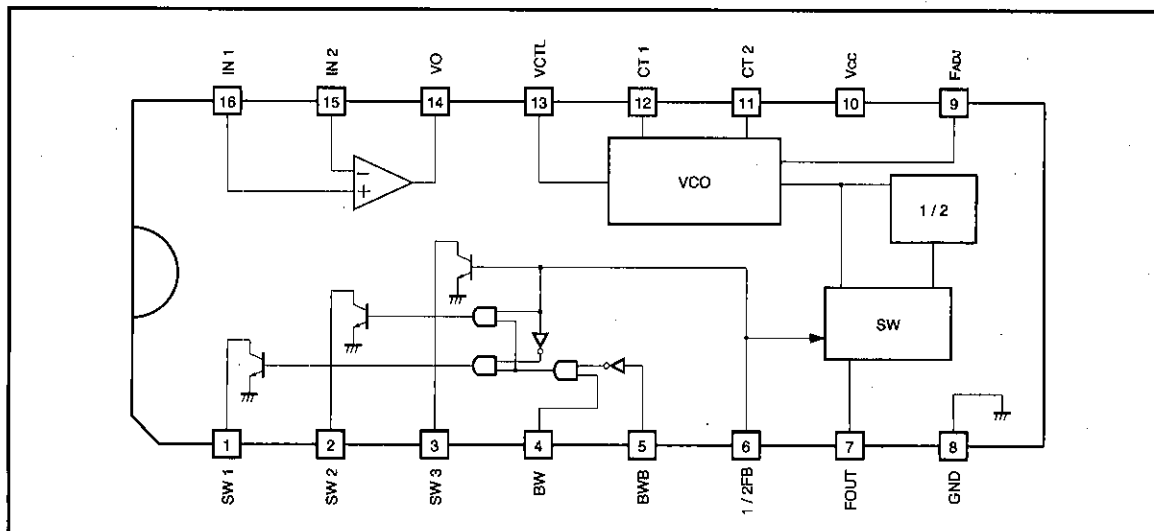 IN 1
IN 2
VO
VCTL
CT 1
CT 2
VCC
FADJ
16
15
14
13
12
11
10
9
−
+
VCO
1 / 2
SW
1
2
3
4
5
6
7
8
SW 1
SW 2
SW 3
BW
BWB
1 / 2FB
FOUT
GND